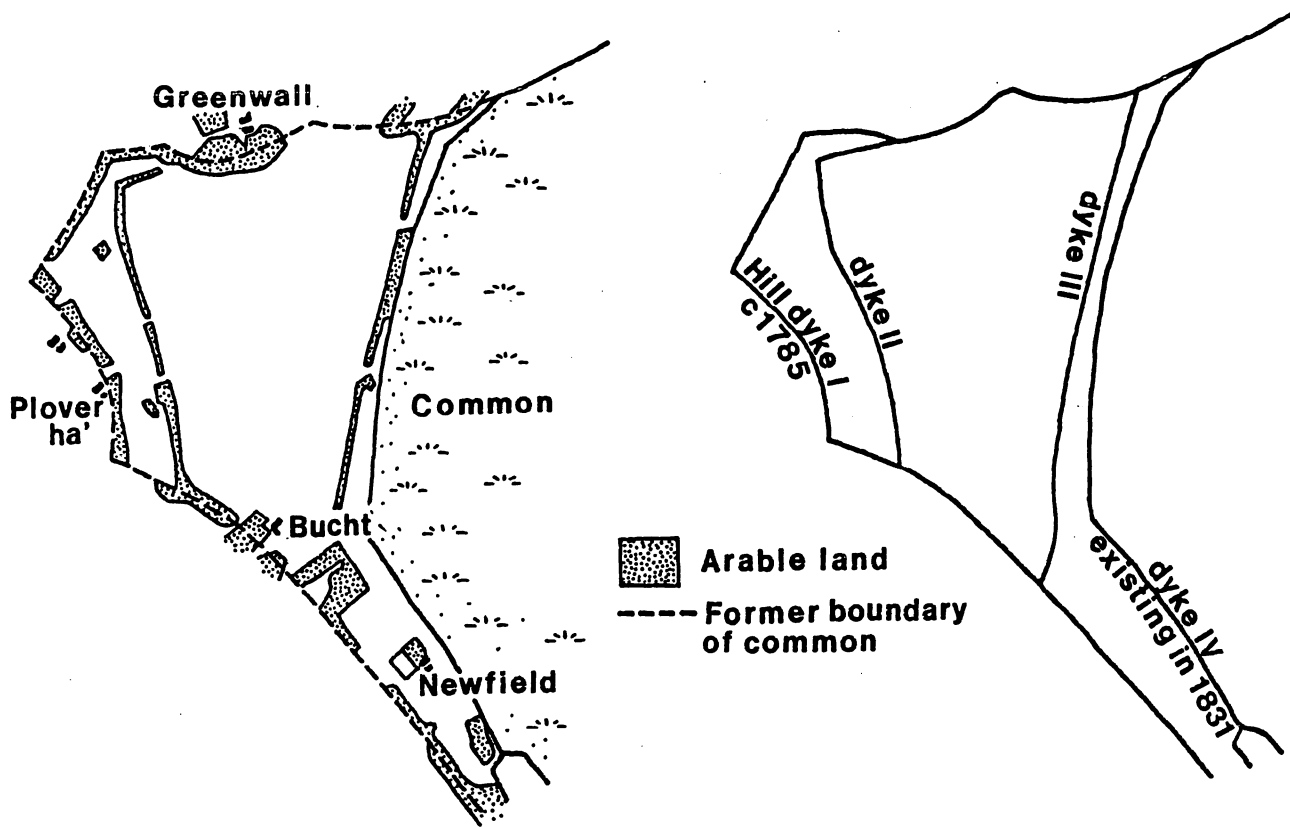 Greenwall
Plover
ha'
Bucht
Common
Newfield
Arable land
Former boundary
of common
Hill dyke I
c 1785
dyke II
dyke III
dyke IV
existing in 1831